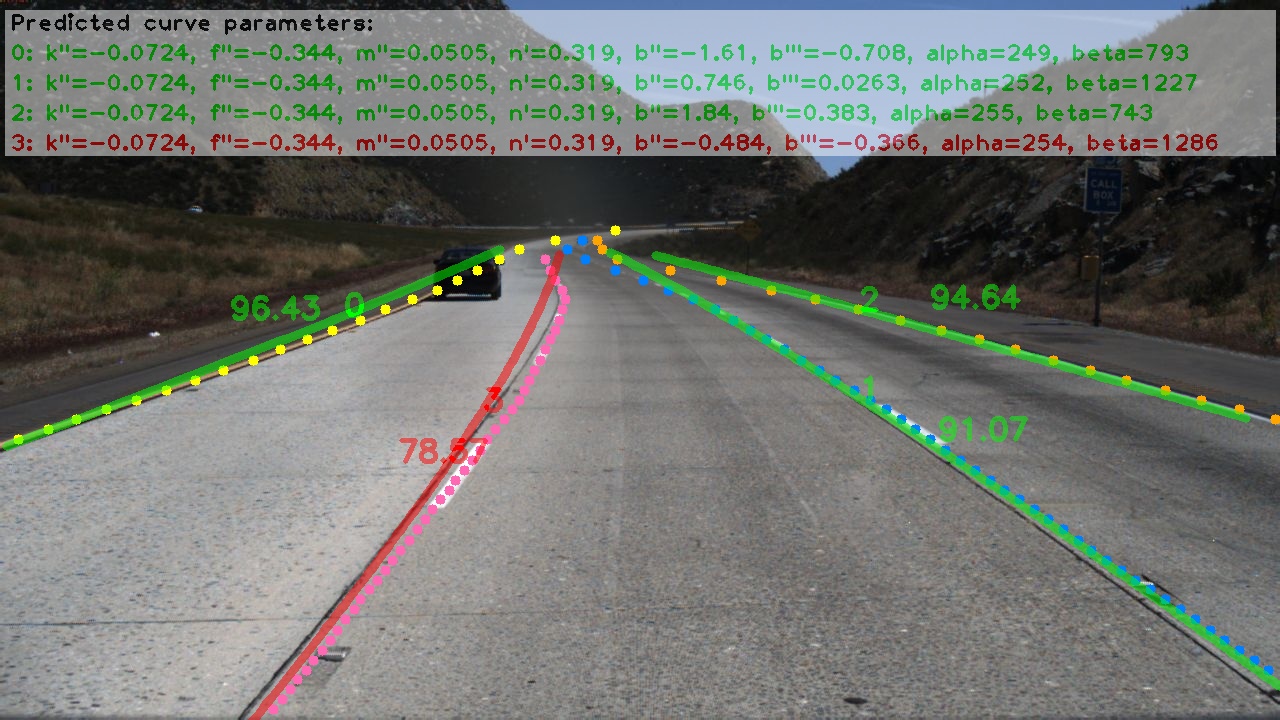 Predicted curve parameters:
0: k''=-0.0724, f''=-0.344, m''=0.0505, n'=0.319, b''=-1.61, b'''=-0.708, alpha=249, beta=793
1: k''=-0.0724, f''=-0.344, m''=0.0505, n'=0.319, b''=0.746, b'''=0.0263, alpha=252, beta=1227
2: k''=-0.0724, f''=-0.344, m''=0.0505, n'=0.319, b''=1.84, b'''=0.383, alpha=255, beta=743
3: k''=-0.0724, f''=-0.344, m''=0.0505, n'=0.319, b''=-0.484, b'''=-0.366, alpha=254, beta=1286
CALL
BOX
96.43 0
2 94.64
3
1
91.07
78.57